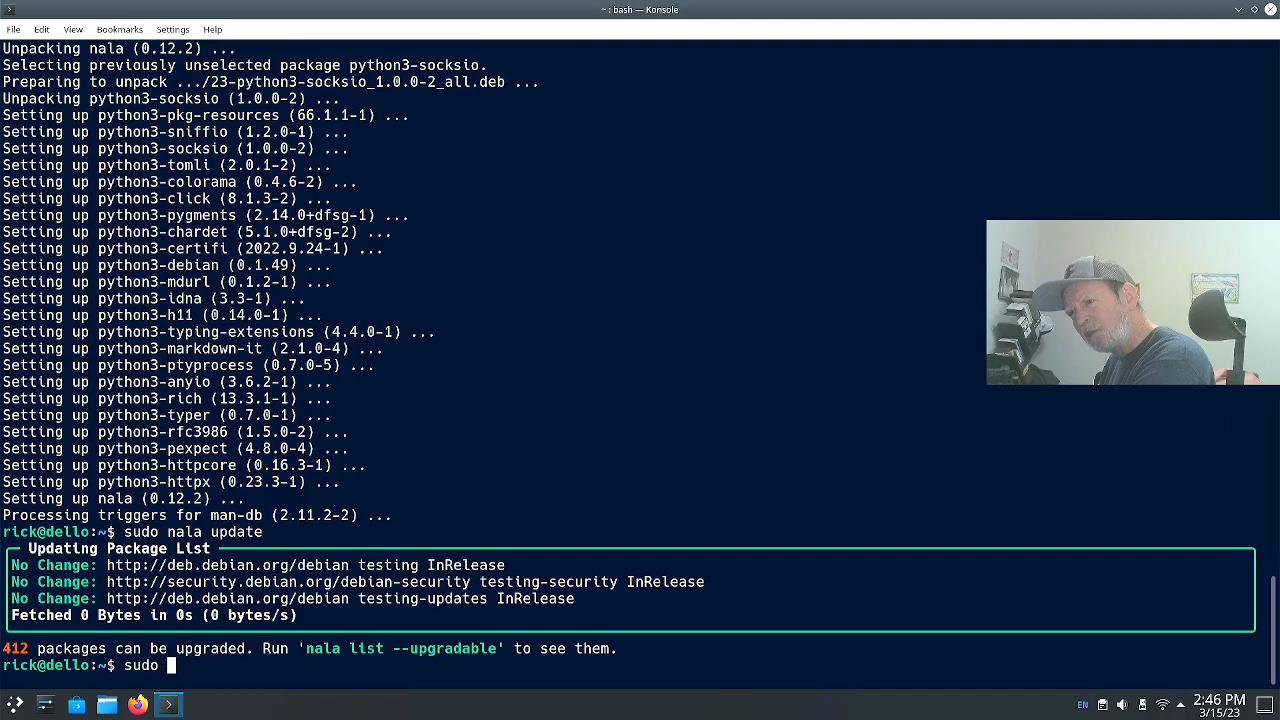 ~ : bash — Konsole
File Edit View Bookmarks Settings Help
Unpacking nala (0.12.2) ...
Selecting previously unselected package python3-socksio.
Preparing to unpack .../23-python3-socksio_1.0.0-2_all.deb ...
Unpacking python3-socksio (1.0.0-2) ...
Setting up python3-pkg-resources (66.1.1-1) ...
Setting up python3-sniffio (1.2.0-1) ...
Setting up python3-socksio (1.0.0-2) ...
Setting up python3-tomli (2.0.1-2) ...
Setting up python3-colorama (0.4.6-2) ...
Setting up python3-click (8.1.3-2) ...
Setting up python3-pygments (2.14.0+dfsg-1) ...
Setting up python3-chardet (5.1.0+dfsg-2) ...
Setting up python3-certifi (2022.9.24-1) ...
Setting up python3-debian (0.1.49) ...
Setting up python3-mdurl (0.1.2-1) ...
Setting up python3-idna (3.3-1) ...
Setting up python3-h11 (0.14.0-1) ...
Setting up python3-typing-extensions (4.4.0-1) ...
Setting up python3-markdown-it (2.1.0-4) ...
Setting up python3-ptyprocess (0.7.0-5) ...
Setting up python3-anyio (3.6.2-1) ...
Setting up python3-rich (13.3.1-1) ...
Setting up python3-typer (0.7.0-1) ...
Setting up python3-rfc3986 (1.5.0-2) ...
Setting up python3-pexpect (4.8.0-4) ...
Setting up python3-httpcore (0.16.3-1) ...
Setting up python3-httpx (0.23.3-1) ...
Setting up nala (0.12.2) ...
Processing triggers for man-db (2.11.2-2) ...
rick@dello:~$ sudo nala update
Updating Package List
No Change: http://deb.debian.org/debian testing InRelease
No Change: http://security.debian.org/debian-security testing-security InRelease
No Change: http://deb.debian.org/debian testing-updates InRelease
Fetched 0 Bytes in 0s (0 bytes/s)
412 packages can be upgraded. Run 'nala list --upgradable' to see them.
rick@dello:~$ sudo
EN
2:46 PM
3/15/23